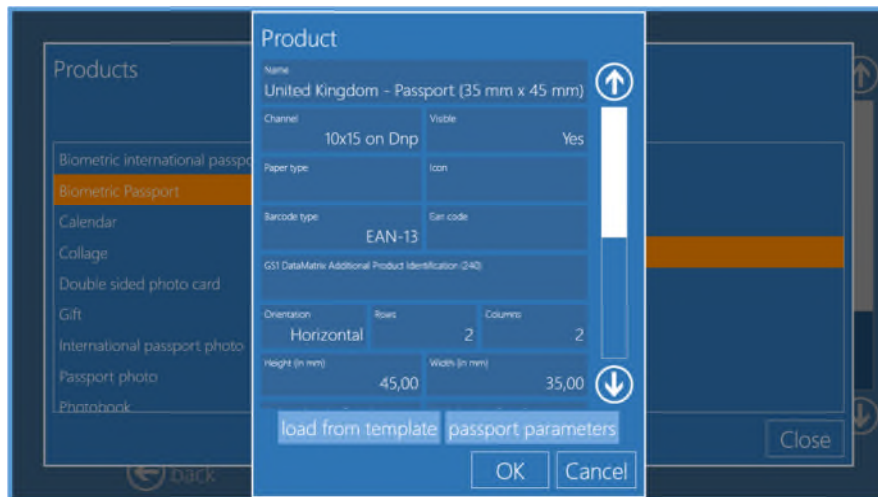 Product
Name
United Kingdom - Passport (35 mm x 45 mm)
Channel
10x15 on Dnp
Visible
Yes
Paper type
Icon
Barcode type
EAN-13
Ean code
GS1 DataMatrix Additional Product Identification (240)
Orientation
Horizontal
Rows
2
Columns
2
Height (in mm)
45,00
Width (in mm)
35,00
load from template
passport parameters
OK
Cancel
Products
Biometric international passpo
Biometric Passport
Calendar
Collage
Double sided photo card
Gift
International passport photo
Passport photo
Photobook
Close
back